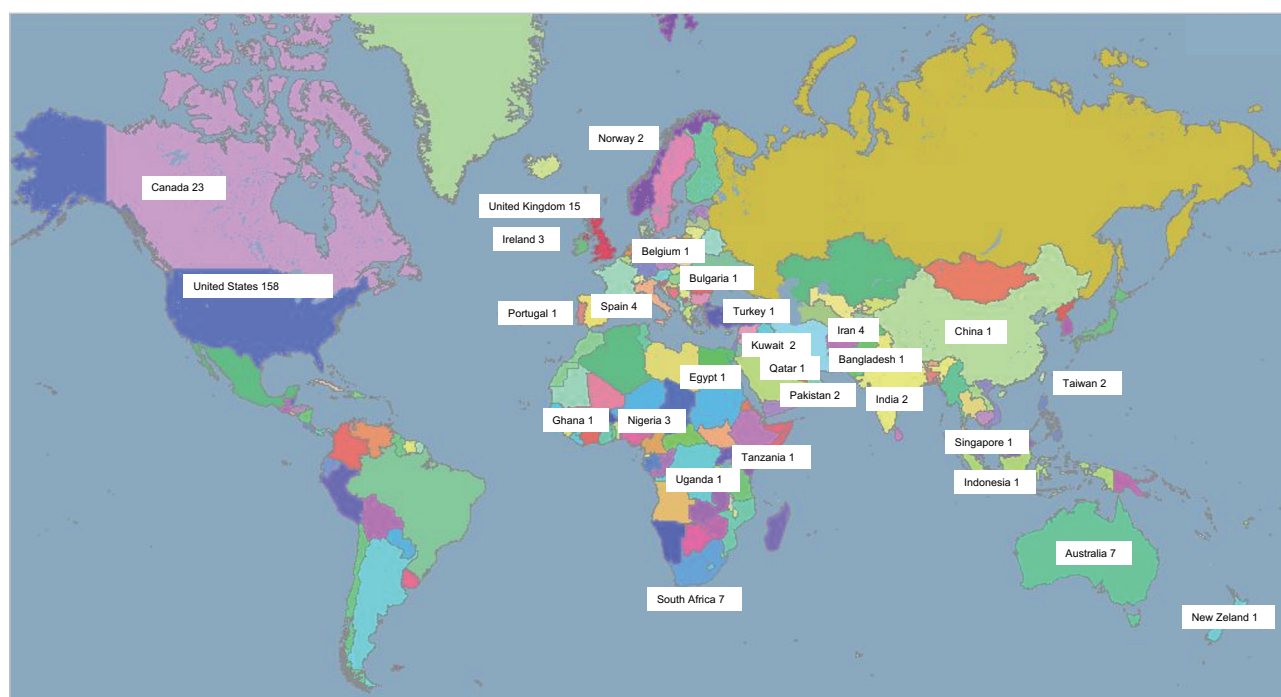 Norway 2
Canada 23
United Kingdom 15
Ireland 3
Belgium 1
Bulgaria 1
United States 158
Portugal 1
Spain 4
Turkey 1
Iran 4
China 1
Kuwait  2
Bangladesh 1
Qatar 1
Egypt 1
Taiwan 2
Pakistan 2
India 2
Ghana 1
Nigeria 3
Singapore 1
Tanzania 1
Uganda 1
Indonesia 1
Australia 7
South Africa 7
New Zeland 1